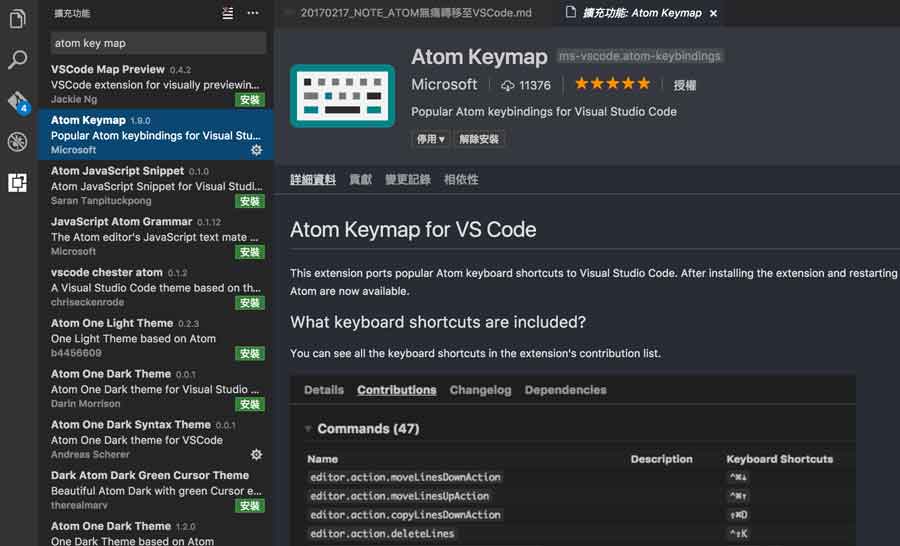 擴充功能
20170217_NOTE_ATOM無痛轉移至VSCode.md
擴充功能: Atom Keymap
atom key map
4
VSCode Map Preview 0.4.2
VSCode extension for visually previewin...
Jackie Ng 安裝
Atom Keymap 1.8.0
Popular Atom keybindings for Visual Stu...
Microsoft
Atom JavaScript Snippet 0.1.0
Atom JavaScript Snippet for Visual Studi...
Saran Tanpituckpong 安裝
JavaScript Atom Grammar 0.1.12
The Atom editor's JavaScript text mate ...
Microsoft 安裝
vscode chester atom 0.1.2
A Visual Studio Code theme based on th...
chriseckenrode 安裝
Atom One Light Theme 0.2.3
One Light Theme based on Atom
b4456609 安裝
Atom One Dark Theme 0.0.1
Atom One Dark theme for Visual Studio ...
Darin Morrison 安裝
Atom One Dark Syntax Theme 0.0.1
Atom One Dark theme for VSCode
Andreas Scherer
Dark Atom Dark Green Cursor Theme
Beautiful Atom Dark with green Cursor e...
therealmarv 安裝
Atom One Dark Theme 1.2.0
One Dark Theme based on Atom
Atom Keymap ms-vscode.atom-keybindings
Microsoft 11376 ★★★★★ 授權
Popular Atom keybindings for Visual Studio Code
停用 ▾ 解除安裝
詳細資料 貢獻 變更記錄 相依性
Atom Keymap for VS Code
This extension ports popular Atom keyboard shortcuts to Visual Studio Code. After installing the extension and restarting
Atom are now available.
What keyboard shortcuts are included?
You can see all the keyboard shortcuts in the extension's contribution list.
Details Contributions Changelog Dependencies
Commands (47)
Name Description Keyboard Shortcuts
editor.action.moveLinesDownAction ⌃⌘↓
editor.action.moveLinesUpAction ⌃⌘↑
editor.action.copyLinesDownAction ⇧⌘D
editor.action.deleteLines ⌃⇧K